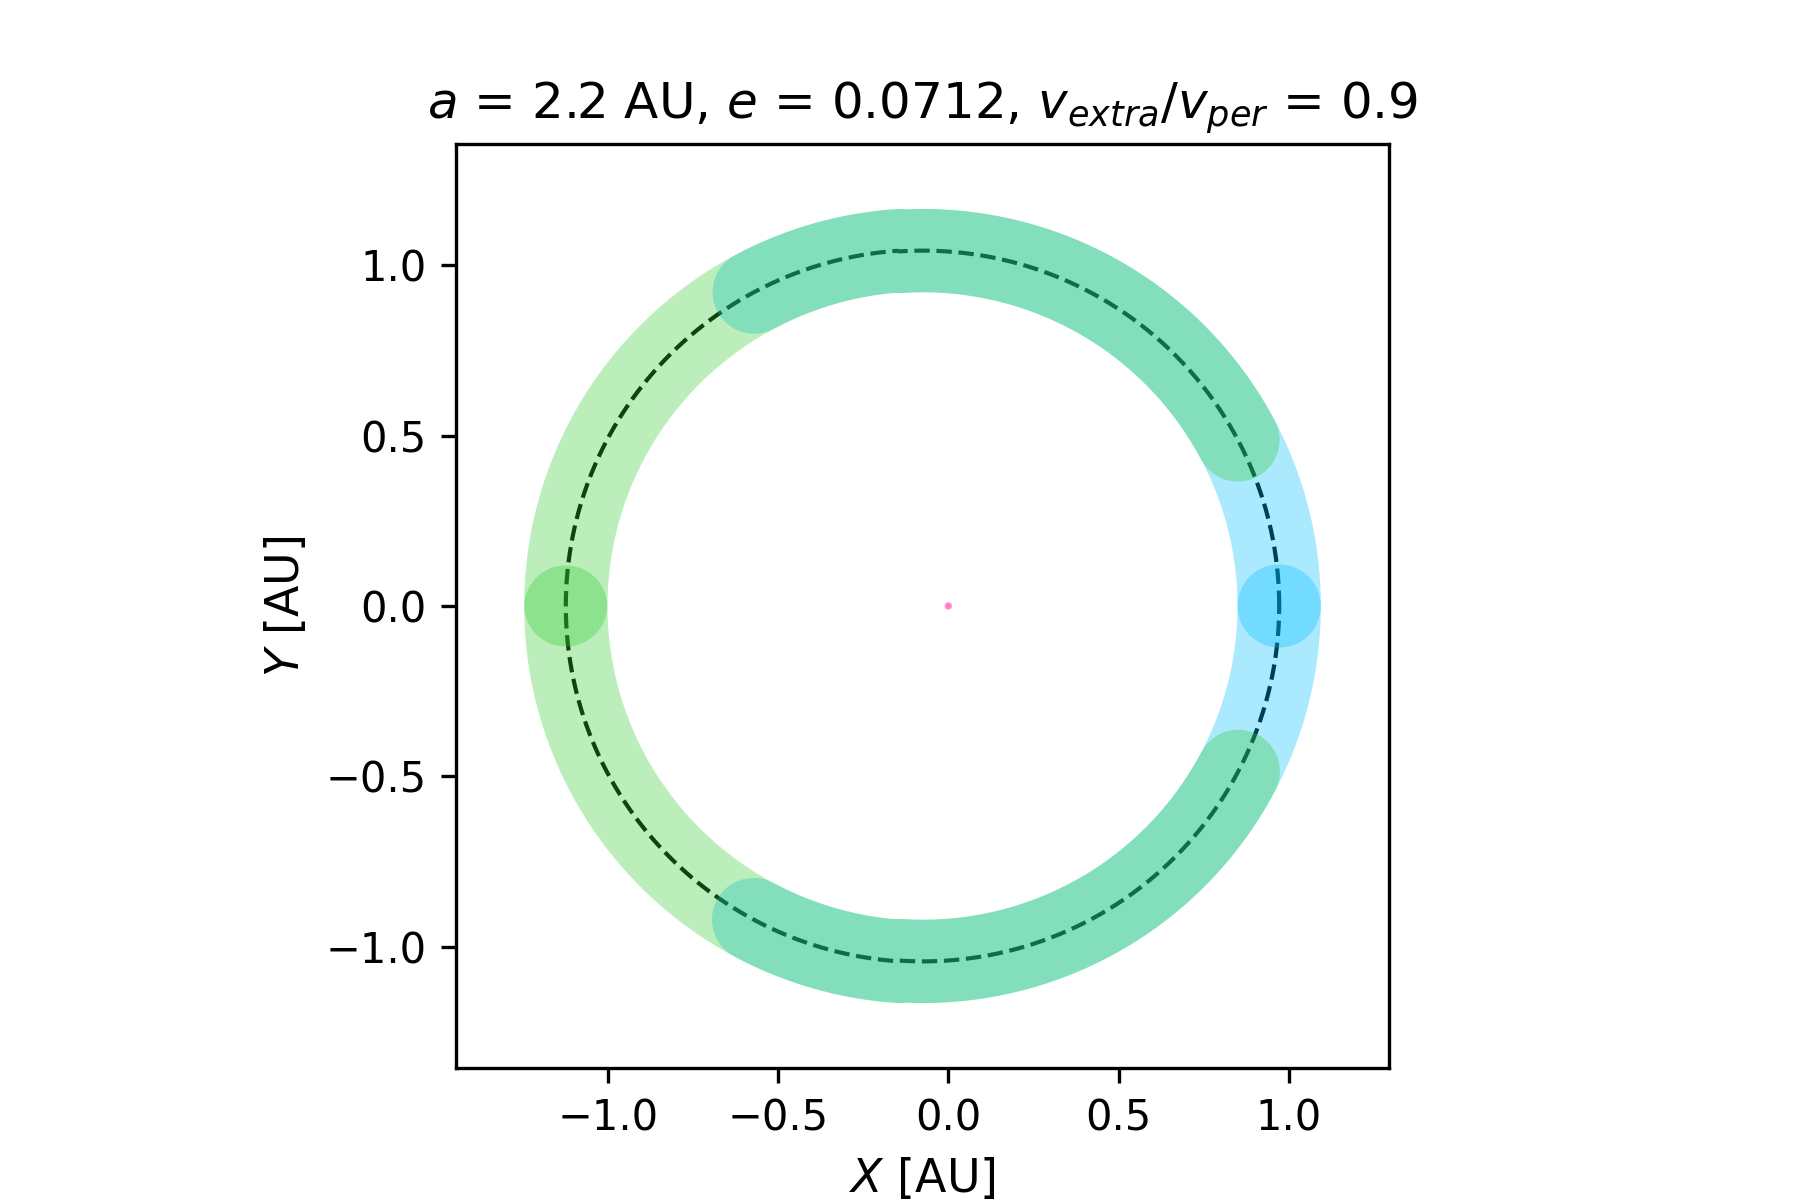 a = 2.2 AU, e = 0.0712, v_extra/v_per = 0.9
1.0
0.5
0.0
−0.5
−1.0
Y [AU]
−1.0 −0.5 0.0 0.5 1.0
X [AU]